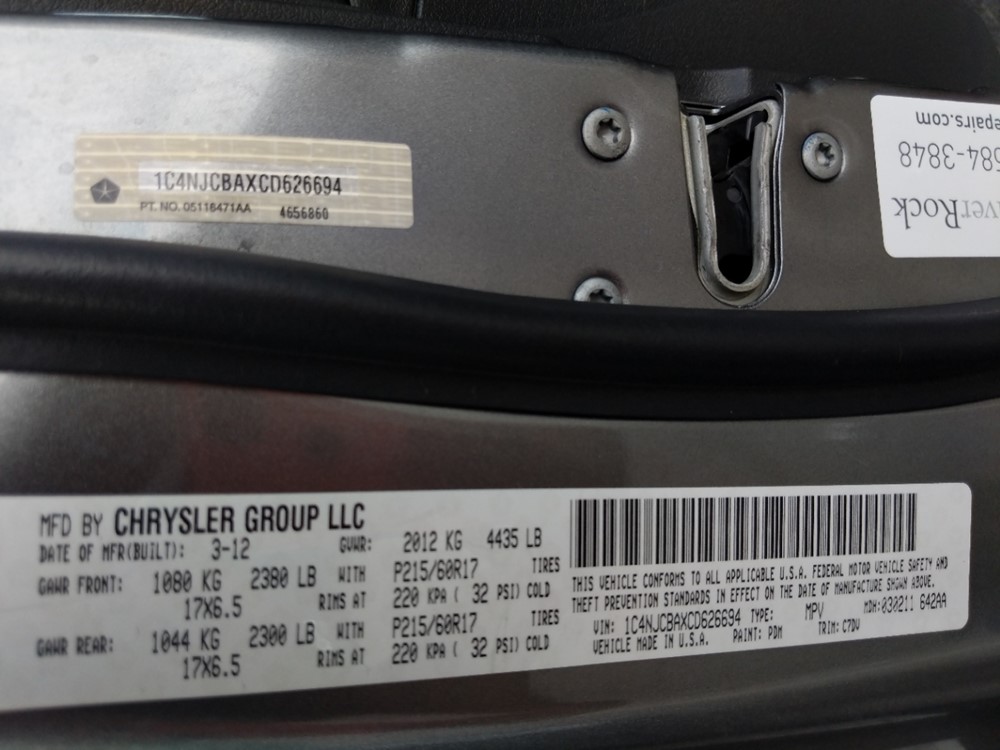 1C4NJCBAXCD626694
PT. NO. 05116471AA 4656860
epairs.com
584-3848
verRock
MFD BY CHRYSLER GROUP LLC
DATE OF MFR(BUILT): 3-12 GVWR: 2012 KG 4435 LB
GAWR FRONT: 1080 KG 2380 LB WITH P215/60R17 TIRES
17X6.5 RIMS AT 220 KPA ( 32 PSI) COLD
GAWR REAR: 1044 KG 2300 LB WITH P215/60R17 TIRES
17X6.5 RIMS AT 220 KPA ( 32 PSI) COLD
THIS VEHICLE CONFORMS TO ALL APPLICABLE U.S.A. FEDERAL MOTOR VEHICLE SAFETY AND
THEFT PREVENTION STANDARDS IN EFFECT ON THE DATE OF MANUFACTURE SHOWN ABOVE.
VIN: 1C4NJCBAXCD626694 TYPE: MPV MDH:030211 642AA
VEHICLE MADE IN U.S.A. PAINT: PDM TRIM: C7DV